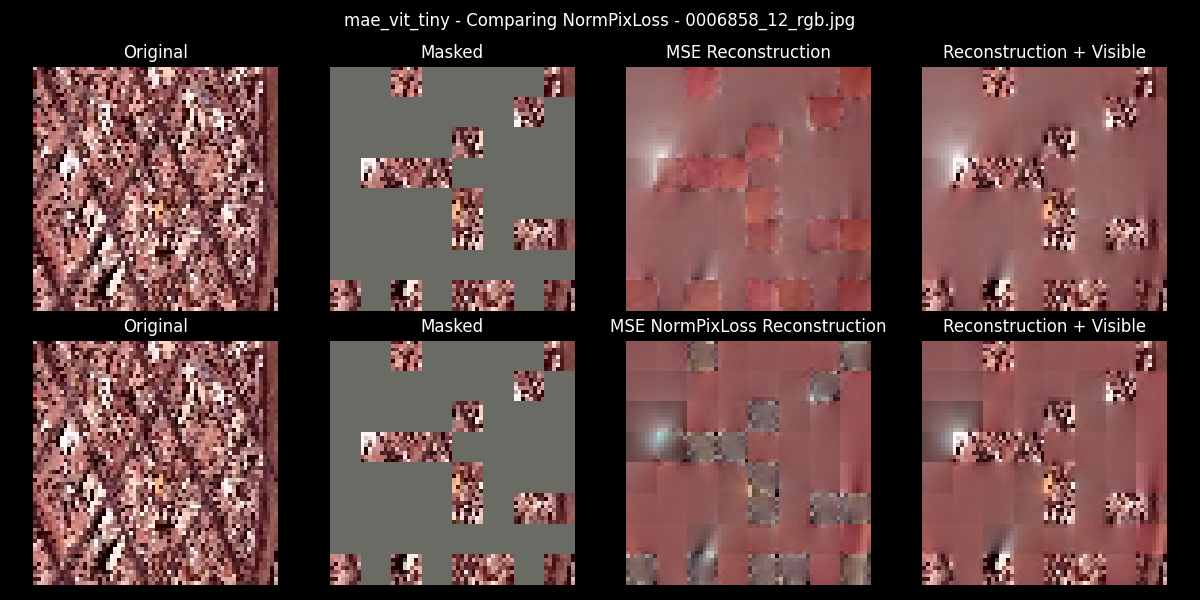 mae_vit_tiny - Comparing NormPixLoss - 0006858_12_rgb.jpg
Original
Masked
MSE Reconstruction
Reconstruction + Visible
Original
Masked
MSE NormPixLoss Reconstruction
Reconstruction + Visible